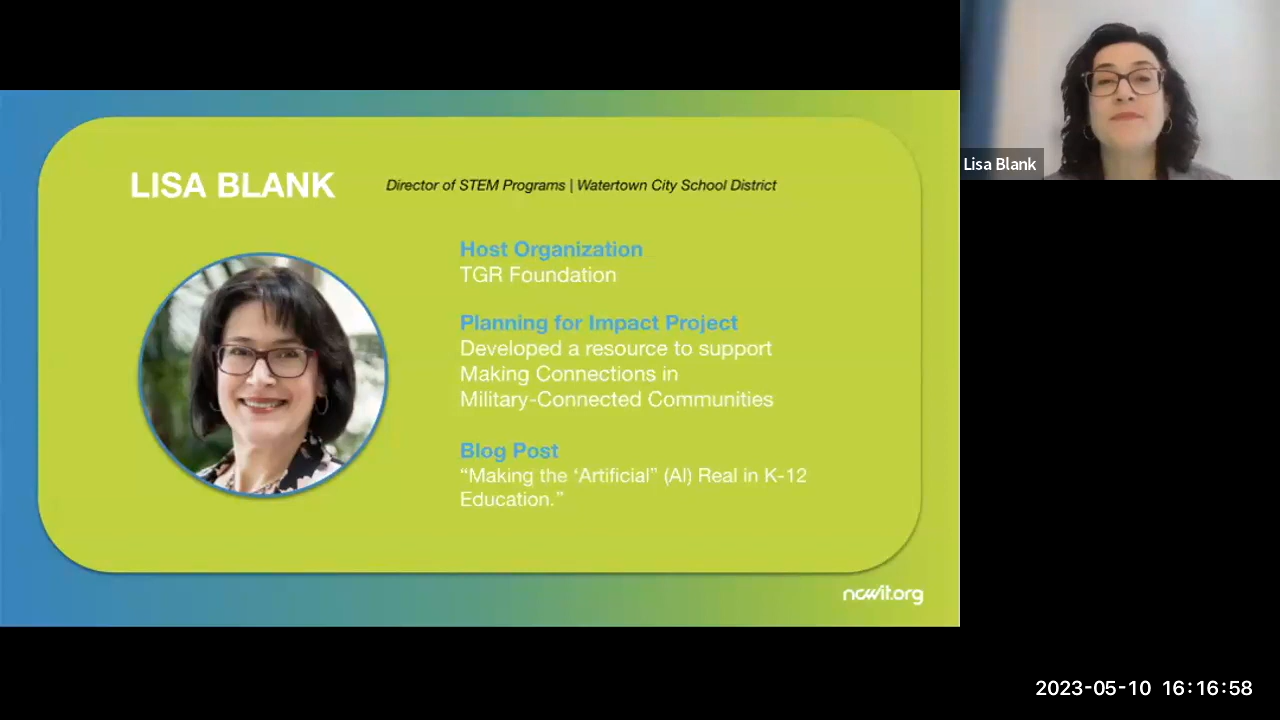 LISA BLANK
Director of STEM Programs | Watertown City School District
Host Organization
TGR Foundation
Planning for Impact Project
Developed a resource to support
Making Connections in
Military-Connected Communities
Blog Post
“Making the ‘Artificial” (AI) Real in K-12
Education.”
ncwit.org
Lisa Blank
2023-05-10 16:16:58